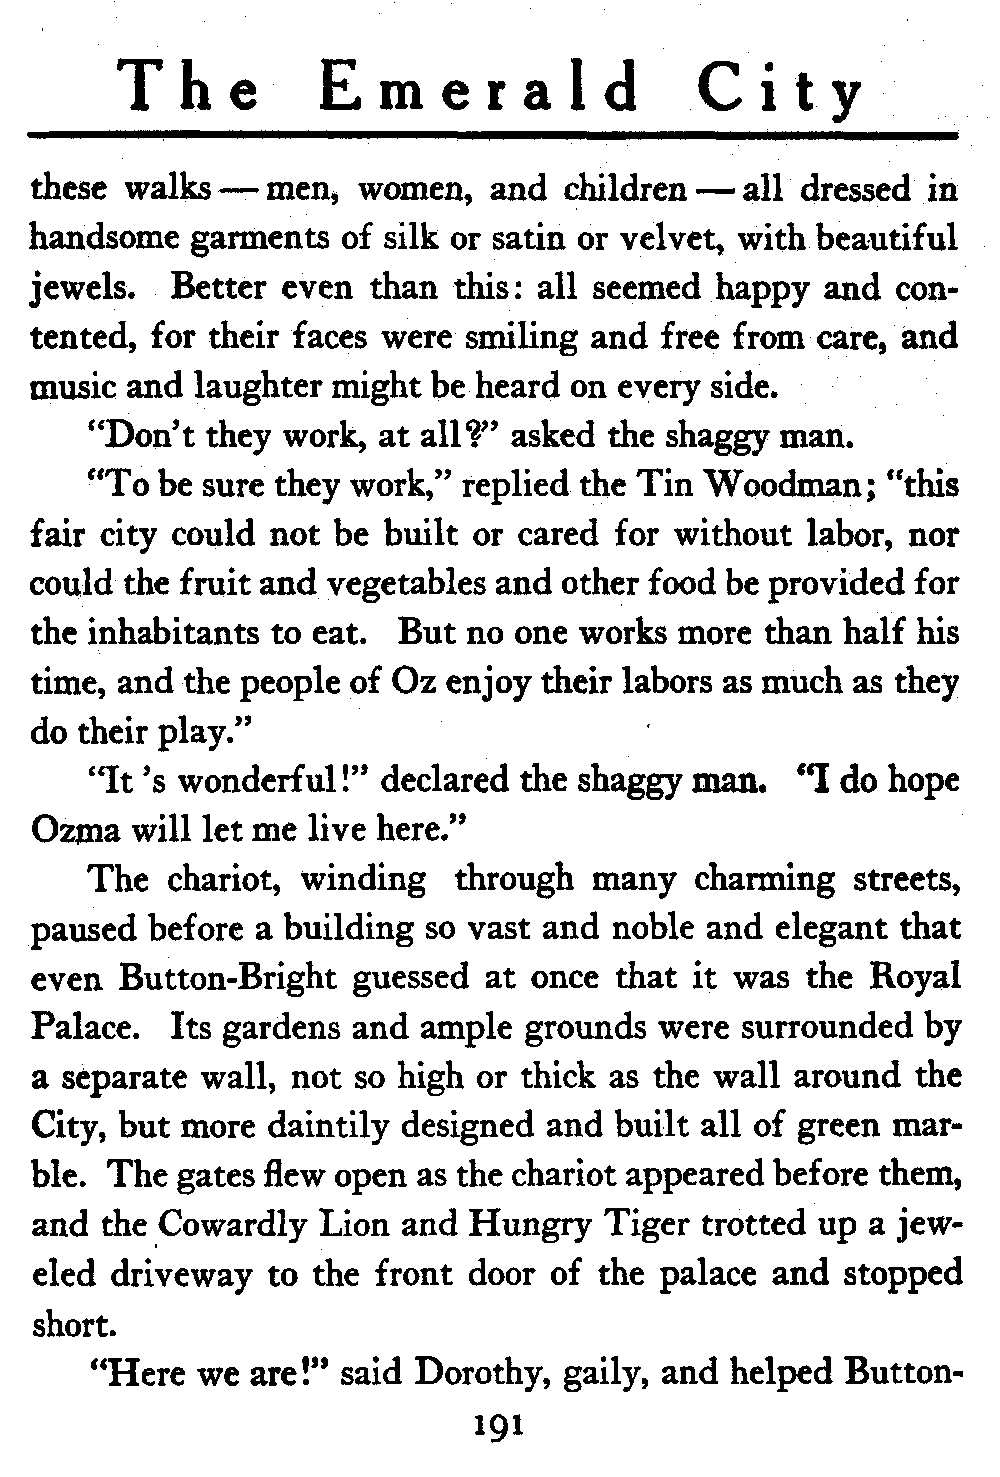 The Emerald City
these walks — men, women, and children — all dressed in
handsome garments of silk or satin or velvet, with beautiful
jewels. Better even than this: all seemed happy and con-
tented, for their faces were smiling and free from care, and
music and laughter might be heard on every side.
"Don't they work, at all?" asked the shaggy man.
"To be sure they work," replied the Tin Woodman; "this
fair city could not be built or cared for without labor, nor
could the fruit and vegetables and other food be provided for
the inhabitants to eat. But no one works more than half his
time, and the people of Oz enjoy their labors as much as they
do their play."
"It 's wonderful!" declared the shaggy man. "I do hope
Ozma will let me live here."
The chariot, winding through many charming streets,
paused before a building so vast and noble and elegant that
even Button-Bright guessed at once that it was the Royal
Palace. Its gardens and ample grounds were surrounded by
a separate wall, not so high or thick as the wall around the
City, but more daintily designed and built all of green mar-
ble. The gates flew open as the chariot appeared before them,
and the Cowardly Lion and Hungry Tiger trotted up a jew-
eled driveway to the front door of the palace and stopped
short.
"Here we are!" said Dorothy, gaily, and helped Button-
191